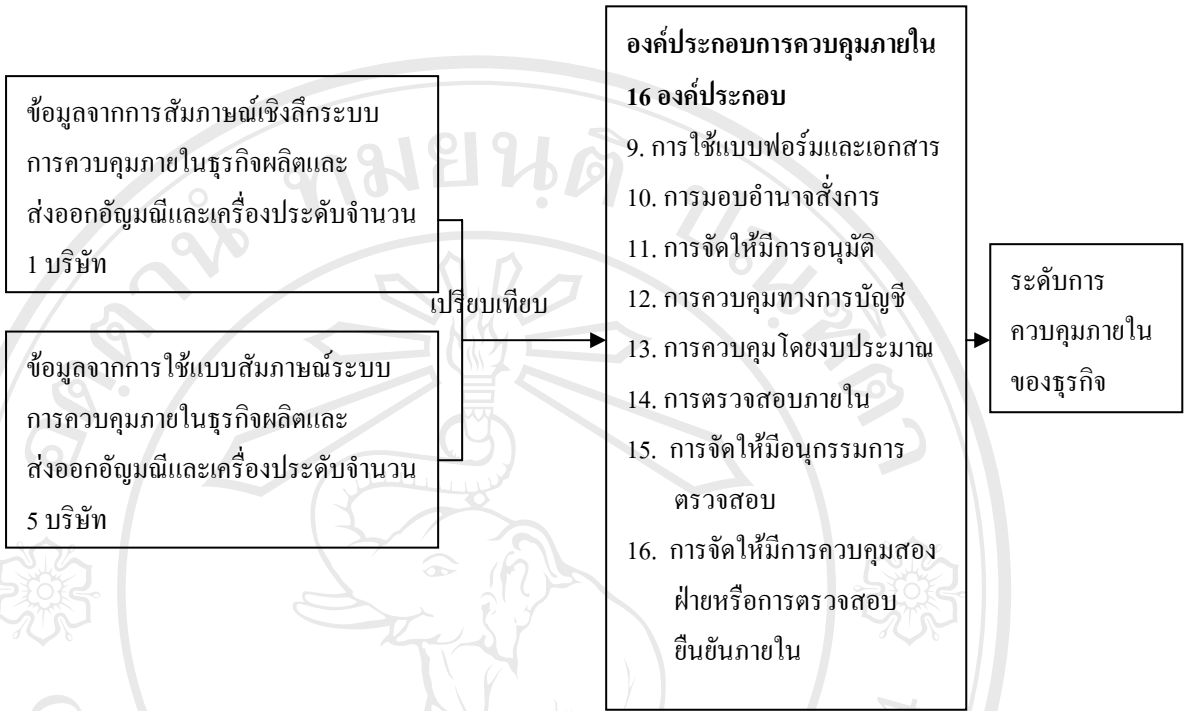 ข้อมูลจากการสัมภาษณ์เชิงลึกระบบ
การควบคุมภายในธุรกิจผลิตและ
ส่งออกอัญมณีและเครื่องประดับจำนวน
1 บริษัท
ข้อมูลจากการใช้แบบสัมภาษณ์ระบบ
การควบคุมภายในธุรกิจผลิตและ
ส่งออกอัญมณีและเครื่องประดับจำนวน
5 บริษัท
เปรียบเทียบ
องค์ประกอบการควบคุมภายใน
16 องค์ประกอบ
9. การใช้แบบฟอร์มและเอกสาร
10. การมอบอำนาจสั่งการ
11. การจัดให้มีการอนุมัติ
12. การควบคุมทางการบัญชี
13. การควบคุมโดยงบประมาณ
14. การตรวจสอบภายใน
15. การจัดให้มีอนุกรรมการ
ตรวจสอบ
16. การจัดให้มีการควบคุมสอง
ฝ่ายหรือการตรวจสอบ
ยืนยันภายใน
ระดับการ
ควบคุมภายใน
ของธุรกิจ